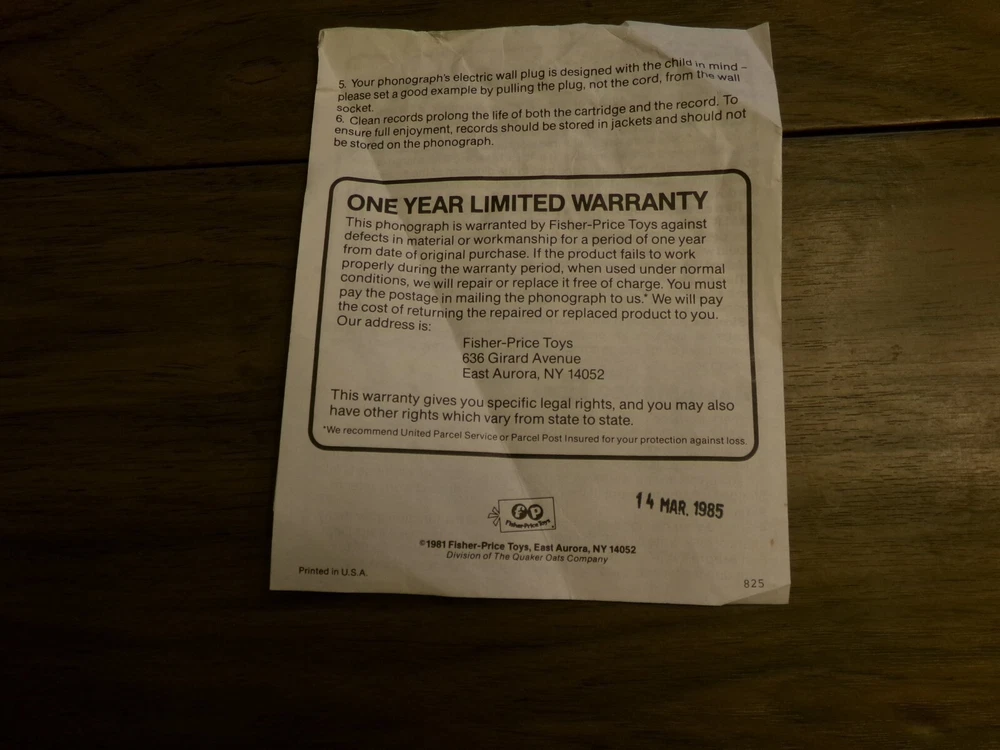 5. Your phonograph's electric wall plug is designed with the child in mind –
please set a good example by pulling the plug, not the cord, from the wall
socket.
6. Clean records prolong the life of both the cartridge and the record. To
ensure full enjoyment, records should be stored in jackets and should not
be stored on the phonograph.
ONE YEAR LIMITED WARRANTY
This phonograph is warranted by Fisher-Price Toys against
defects in material or workmanship for a period of one year
from date of original purchase. If the product fails to work
properly during the warranty period, when used under normal
conditions, we will repair or replace it free of charge. You must
pay the postage in mailing the phonograph to us.* We will pay
the cost of returning the repaired or replaced product to you.
Our address is:
Fisher-Price Toys
636 Girard Avenue
East Aurora, NY 14052
This warranty gives you specific legal rights, and you may also
have other rights which vary from state to state.
*We recommend United Parcel Service or Parcel Post Insured for your protection against loss.
14 MAR. 1985
fp
Fisher-Price Toys
©1981 Fisher-Price Toys, East Aurora, NY 14052
Division of The Quaker Oats Company
Printed in U.S.A.
825